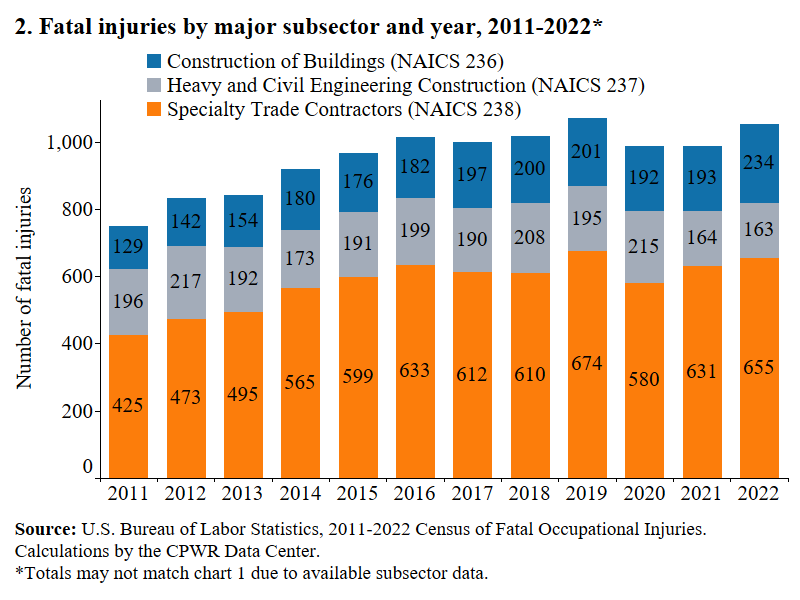 2. Fatal injuries by major subsector and year, 2011-2022*
Construction of Buildings (NAICS 236)
Heavy and Civil Engineering Construction (NAICS 237)
Specialty Trade Contractors (NAICS 238)
Number of fatal injuries
1,000
800
600
400
200
0
129 142 154 180 176 182 197 200 201 192 193 234
196 217 192 173 191 199 190 208 195 215 164 163
425 473 495 565 599 633 612 610 674 580 631 655
2011 2012 2013 2014 2015 2016 2017 2018 2019 2020 2021 2022
Source: U.S. Bureau of Labor Statistics, 2011-2022 Census of Fatal Occupational Injuries.
Calculations by the CPWR Data Center.
*Totals may not match chart 1 due to available subsector data.